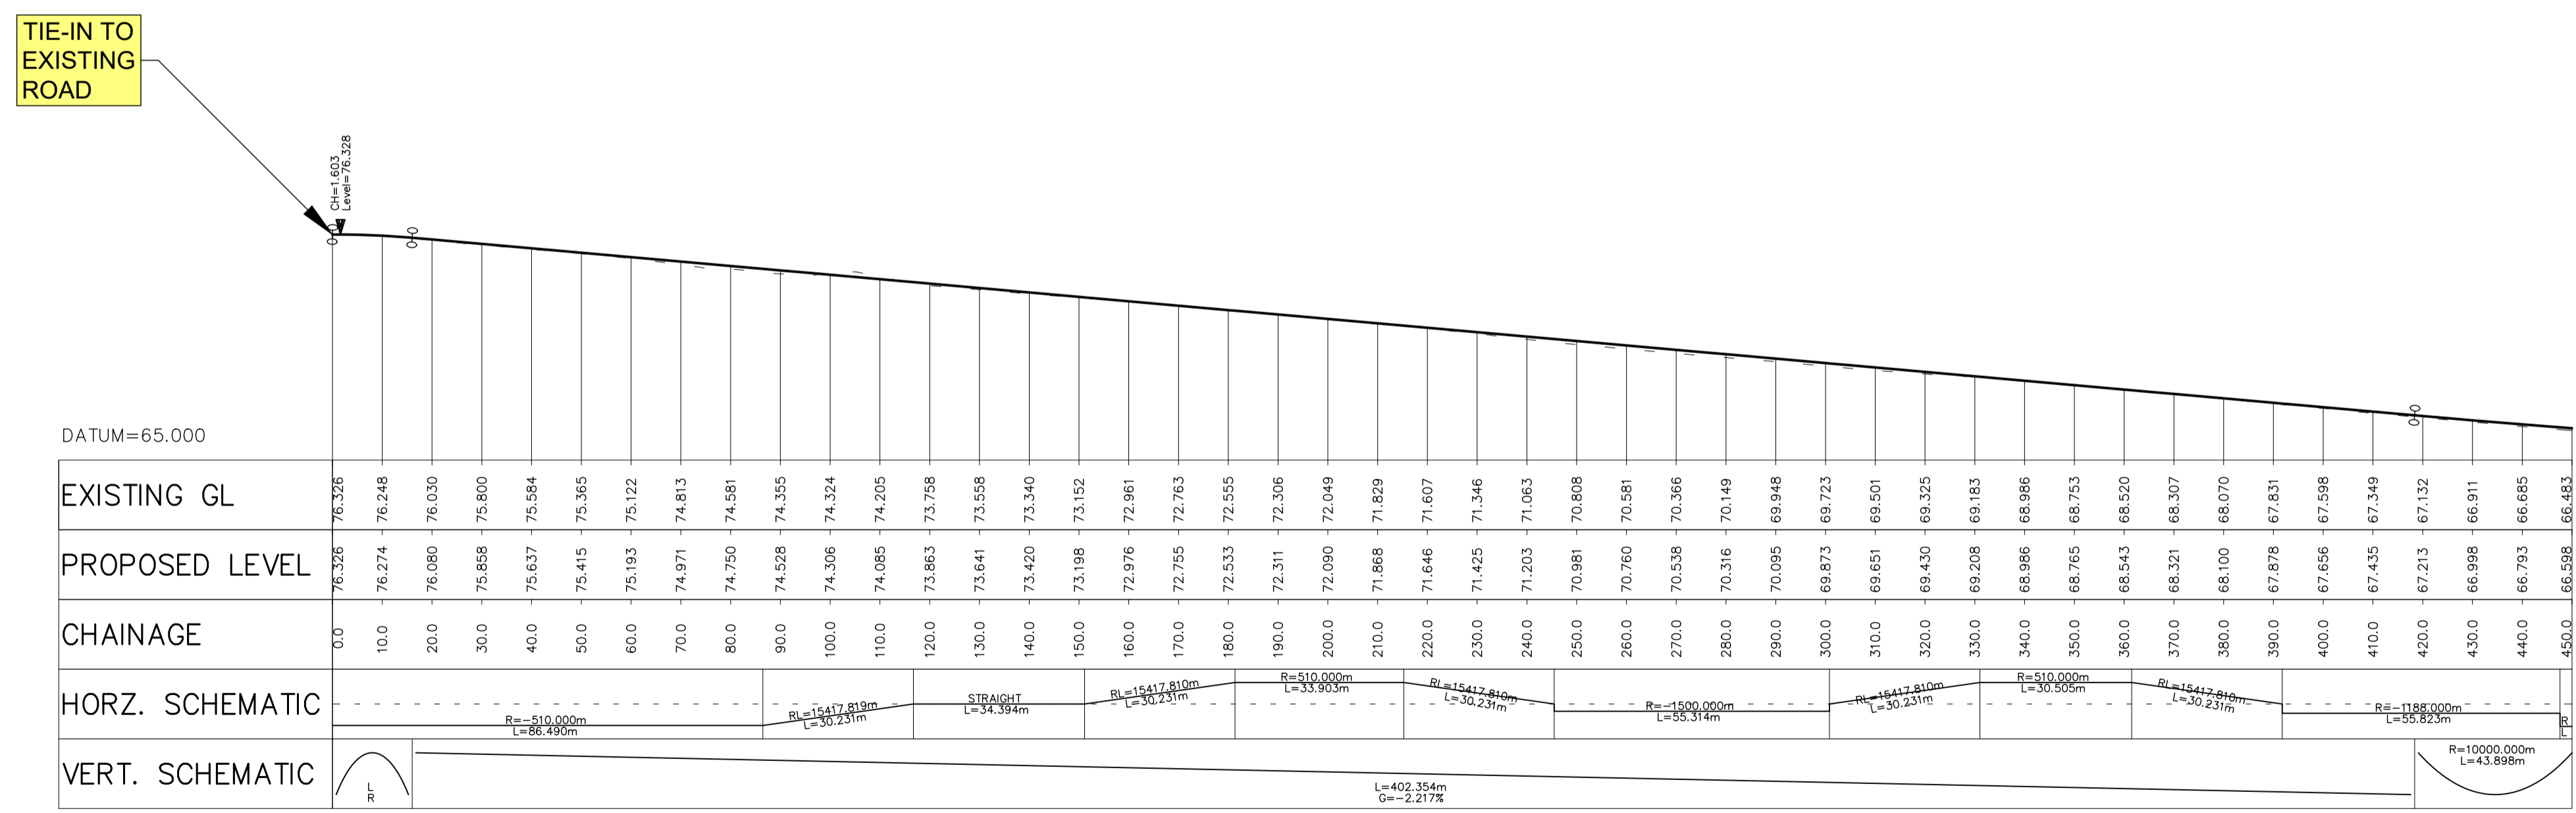 TIE-IN TO
EXISTING
ROAD
CH=1.603
Level=76.328
DATUM=65.000
EXISTING GL 76.326 76.248 76.030 75.800 75.584 75.365 75.122 74.813 74.581 74.355 74.324 74.205 73.758 73.558 73.340 73.152 72.961 72.763 72.555 72.306 72.049 71.829 71.607 71.346 71.063 70.808 70.581 70.366 70.149 69.948 69.723 69.501 69.325 69.183 68.986 68.753 68.520 68.307 68.070 67.831 67.598 67.349 67.132 66.911 66.685 66.483
PROPOSED LEVEL 76.326 76.274 76.080 75.858 75.637 75.415 75.193 74.971 74.750 74.528 74.306 74.085 73.863 73.641 73.420 73.198 72.976 72.755 72.533 72.311 72.090 71.868 71.646 71.425 71.203 70.981 70.760 70.538 70.316 70.095 69.873 69.651 69.430 69.208 68.986 68.765 68.543 68.321 68.100 67.878 67.656 67.435 67.213 66.998 66.793 66.598
CHAINAGE 0.0 10.0 20.0 30.0 40.0 50.0 60.0 70.0 80.0 90.0 100.0 110.0 120.0 130.0 140.0 150.0 160.0 170.0 180.0 190.0 200.0 210.0 220.0 230.0 240.0 250.0 260.0 270.0 280.0 290.0 300.0 310.0 320.0 330.0 340.0 350.0 360.0 370.0 380.0 390.0 400.0 410.0 420.0 430.0 440.0 450.0
HORZ. SCHEMATIC
R=-510.000m
L=86.490m
RL=15417.819m
L=30.231m
STRAIGHT
L=34.394m
RL=15417.810m
L=30.231m
R=510.000m
L=33.903m
RL=15417.810m
L=30.231m
R=-1500.000m
L=55.314m
RL=15417.810m
L=30.231m
R=510.000m
L=30.505m
RL=15417.810m
L=30.231m
R=-1188.000m
L=55.823m
R
L
VERT. SCHEMATIC
L
R
L=402.354m
G=-2.217%
R=10000.000m
L=43.898m